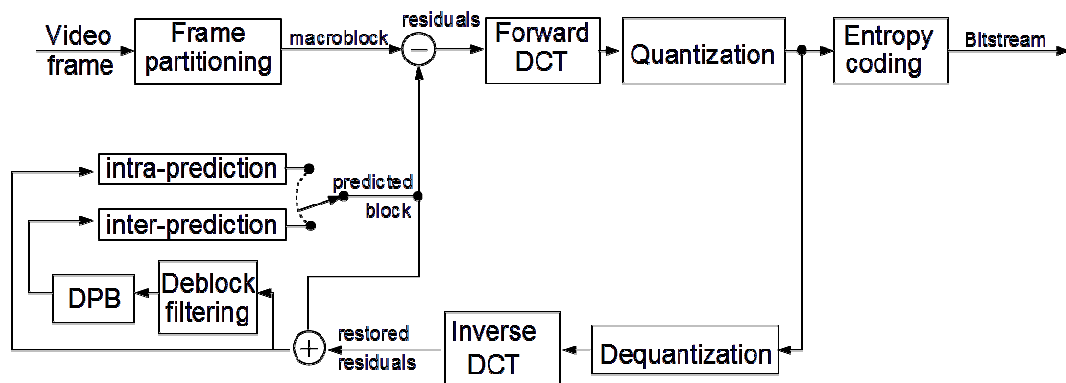 Video
frame
Frame
partitioning
macroblock
−
residuals
Forward
DCT
Quantization
Entropy
coding
Bitstream
intra-prediction
inter-prediction
predicted
block
DPB
Deblock
filtering
+
restored
residuals
Inverse
DCT
Dequantization